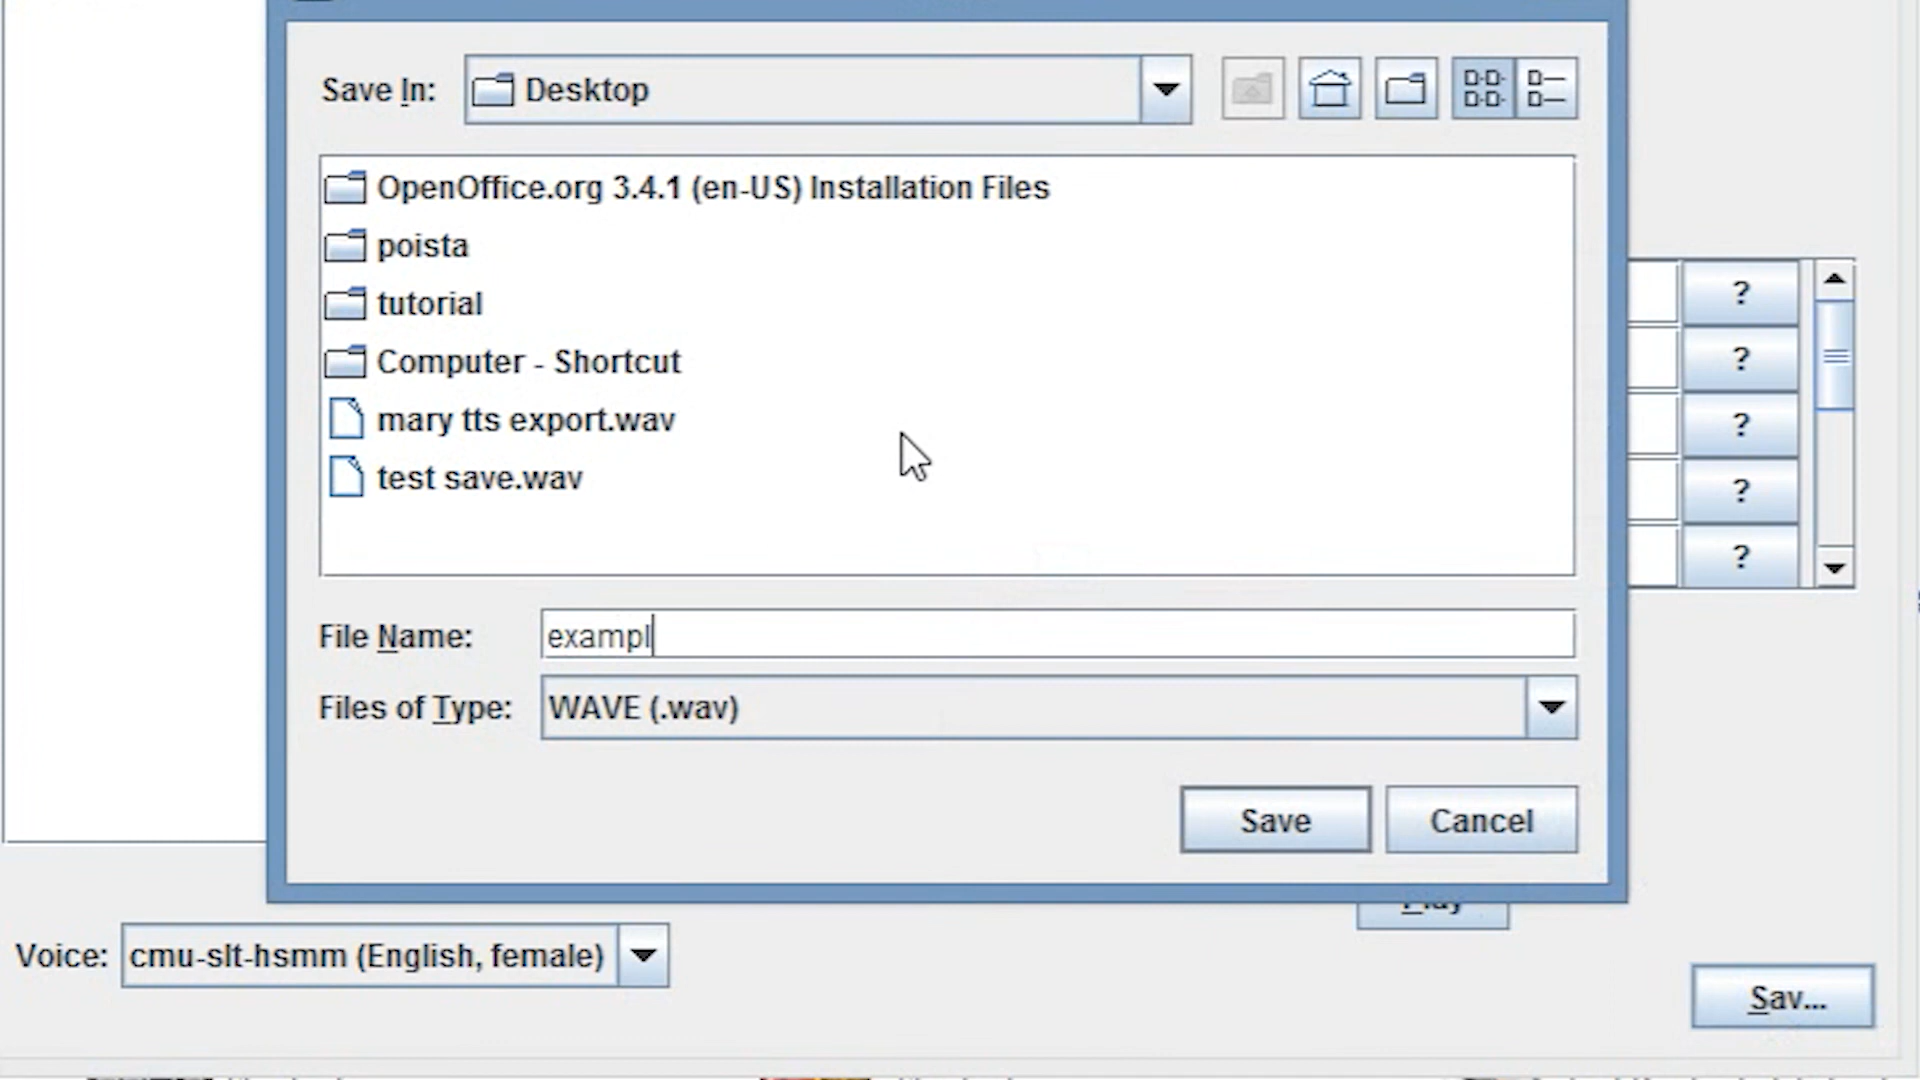 Save In: Desktop
OpenOffice.org 3.4.1 (en-US) Installation Files
poista
tutorial
Computer - Shortcut
mary tts export.wav
test save.wav
?
?
?
?
?
File Name: exampl
Files of Type: WAVE (.wav)
Save Cancel
Play
Voice: cmu-slt-hsmm (English, female)
Sav...